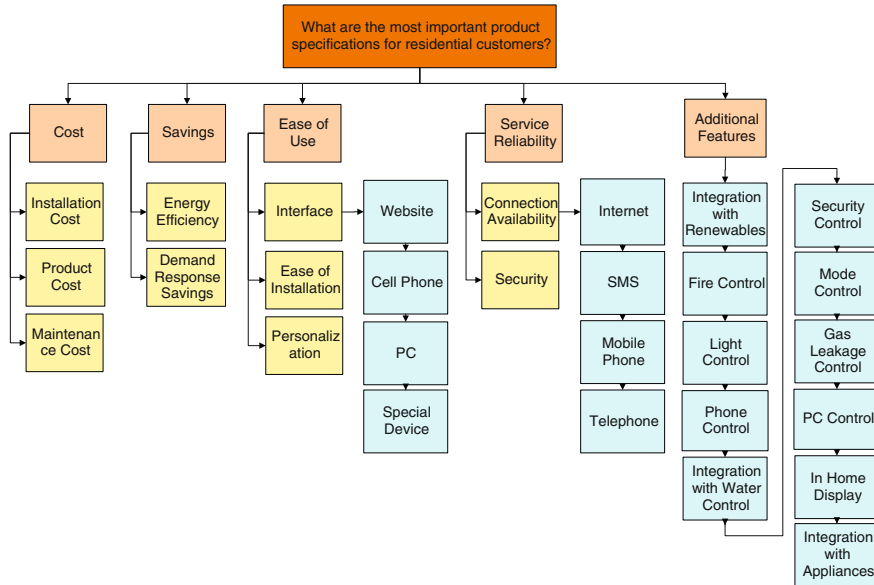 What are the most important product
specifications for residential customers?
Cost
Savings
Ease of
Use
Service
Reliability
Additional
Features
Installation
Cost
Product
Cost
Maintenan
ce Cost
Energy
Efficiency
Demand
Response
Savings
Interface
Ease of
Installation
Personaliz
ation
Website
Cell Phone
PC
Special
Device
Connection
Availability
Security
Internet
SMS
Mobile
Phone
Telephone
Integration
with
Renewables
Fire Control
Light
Control
Phone
Control
Integration
with Water
Control
Security
Control
Mode
Control
Gas
Leakage
Control
PC Control
In Home
Display
Integration
with
Appliances